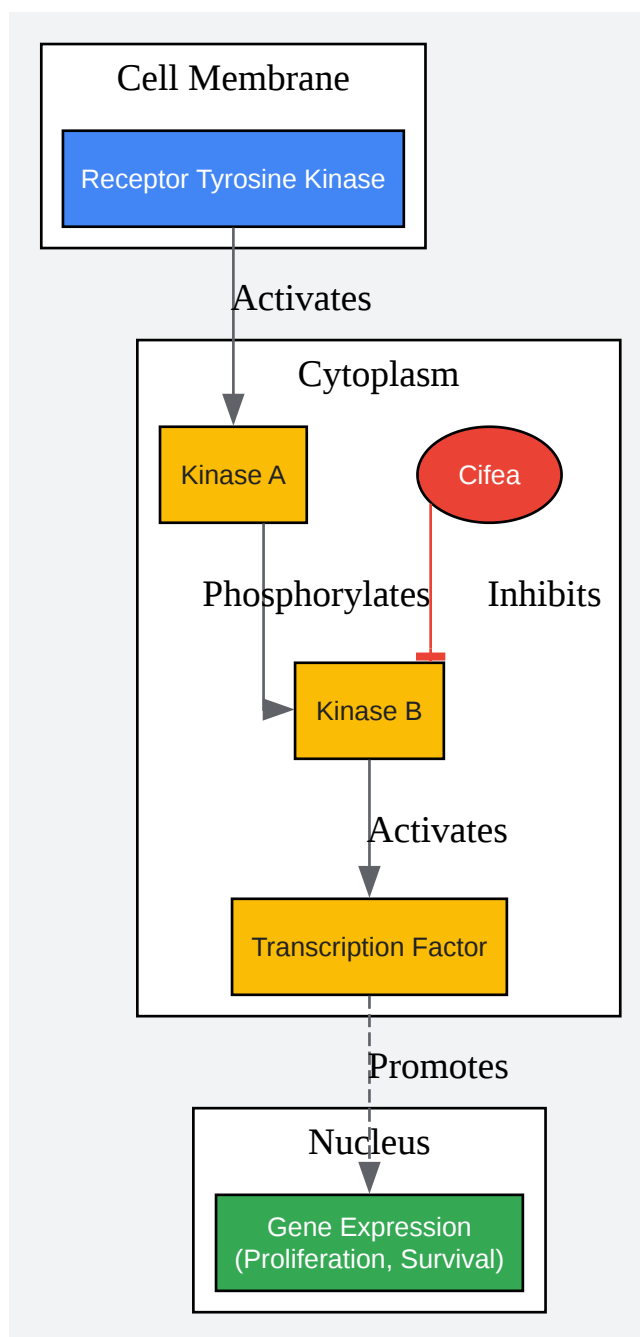 Cell Membrane
Receptor Tyrosine Kinase
Activates
Cytoplasm
Kinase A
Cifea
Phosphorylates
Inhibits
Kinase B
Activates
Transcription Factor
Promotes
Nucleus
Gene Expression
(Proliferation, Survival)